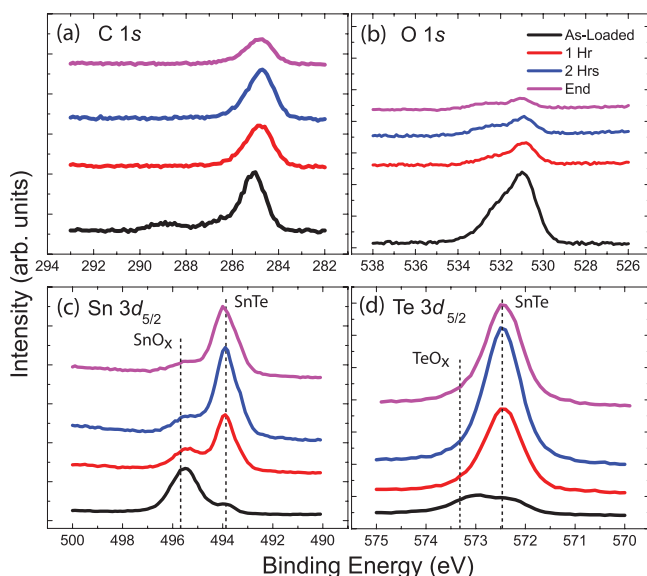 (a) C 1s
(b) O 1s
As-Loaded
1 Hr
2 Hrs
End
294 292 290 288 286 284 282
538 536 534 532 530 528 526
(c) Sn 3d5/2
SnTe
SnOx
(d) Te 3d5/2
SnTe
TeOx
500 498 496 494 492 490
575 574 573 572 571 570
Intensity (arb. units)
Binding Energy (eV)